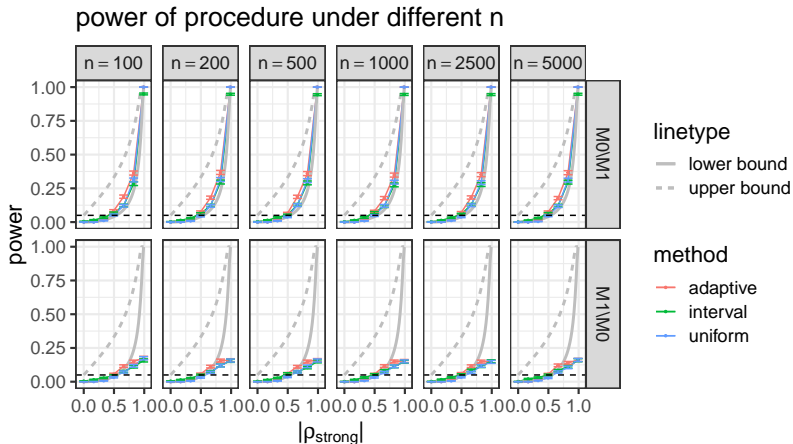 power of procedure under different n
n = 100 n = 200 n = 500 n = 1000 n = 2500 n = 5000
1.00
0.75
0.50
0.25
0.00
M0\M1
1.00
0.75
0.50
0.25
0.00
M1\M0
power
0.0 0.5 1.0 0.0 0.5 1.0 0.0 0.5 1.0 0.0 0.5 1.0 0.0 0.5 1.0 0.0 0.5 1.0
|ρstrong|
linetype
lower bound
upper bound
method
adaptive
interval
uniform